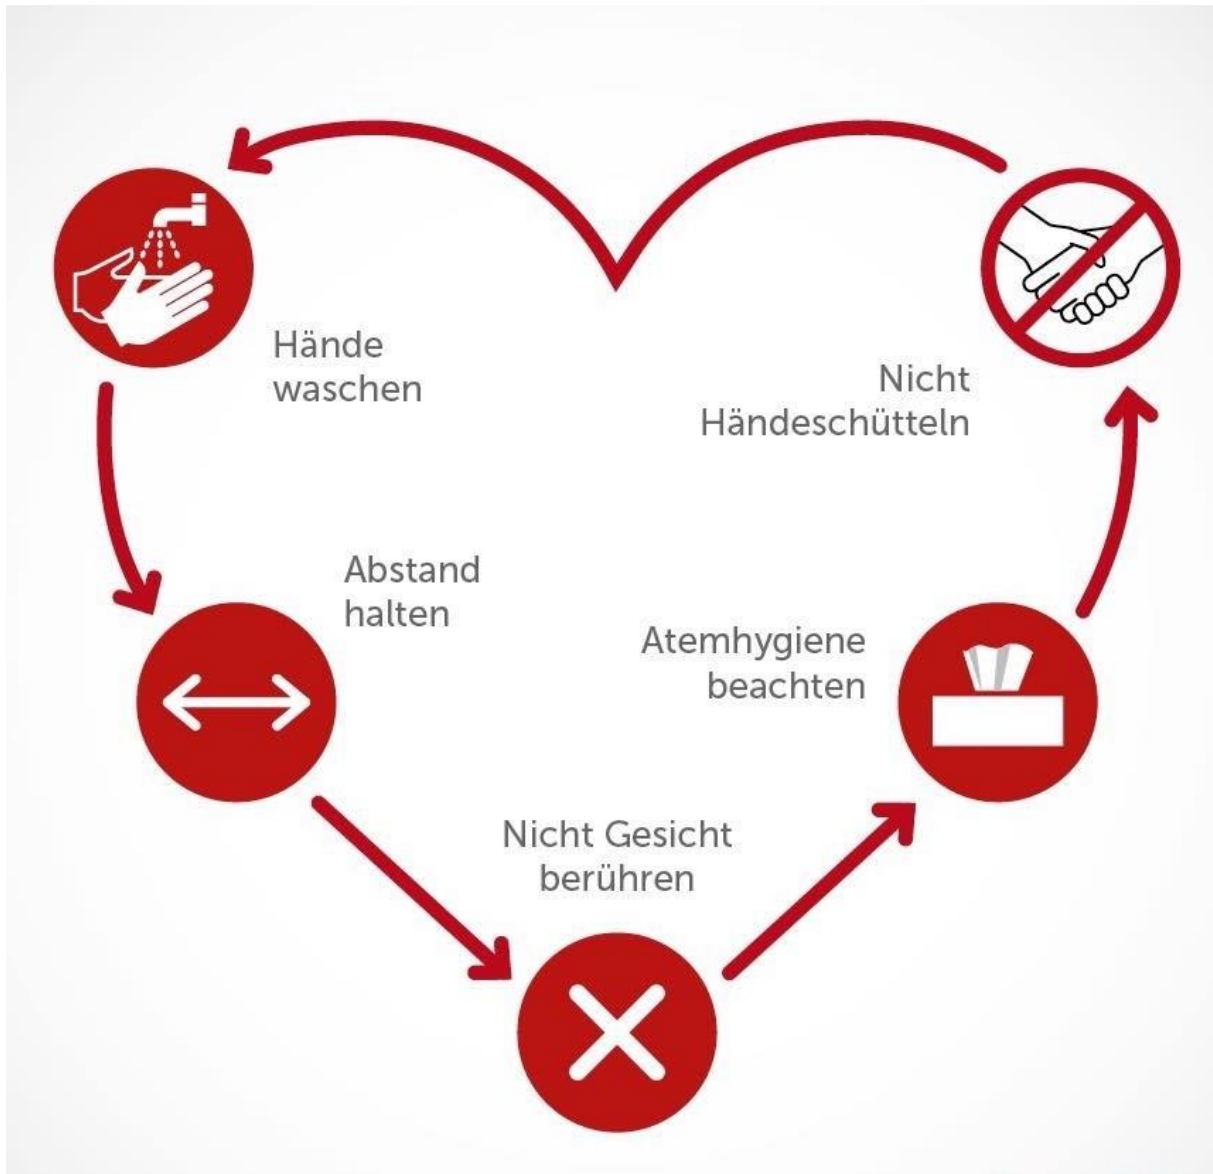 Hände
waschen
Nicht
Händeschütteln
Abstand
halten
Atemhygiene
beachten
Nicht Gesicht
berühren